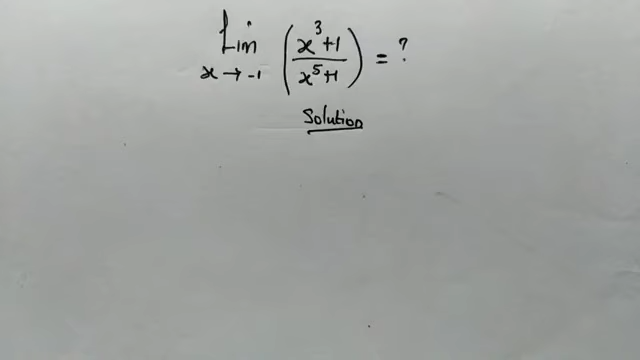 Lim x→-1 (x³+1 / x⁵+1) = ?
Solution